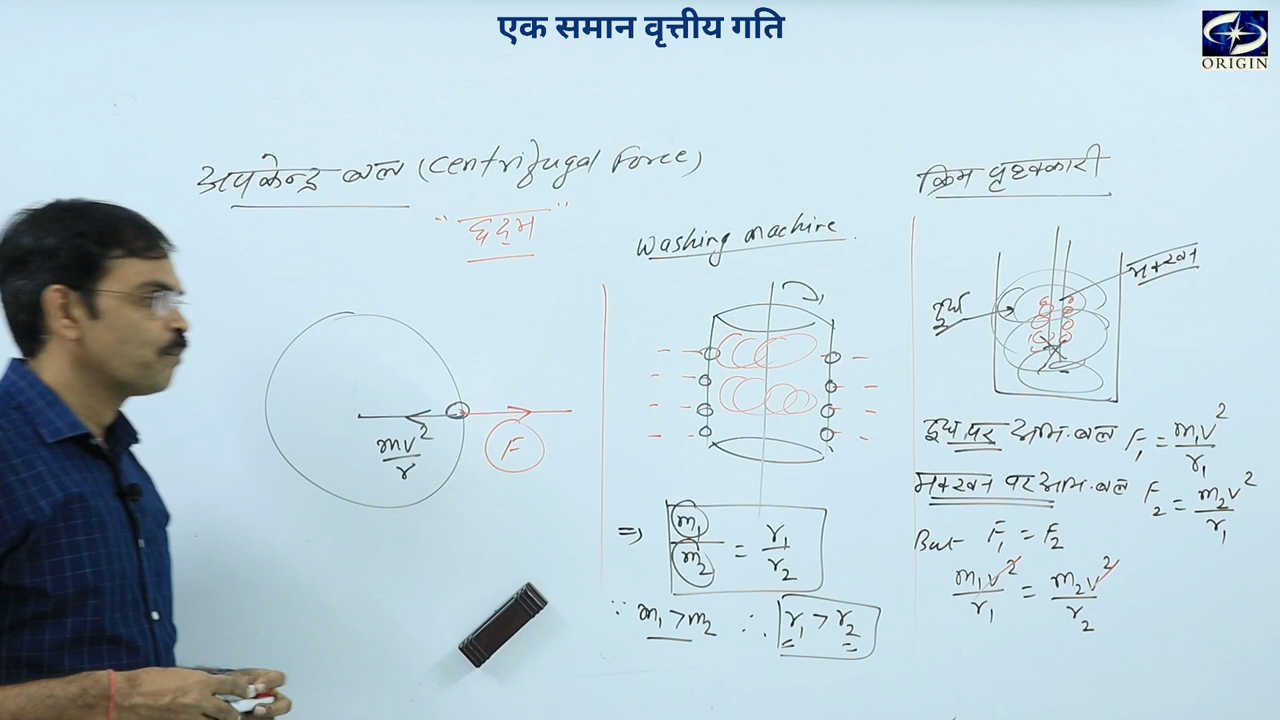 एक समान वृत्तीय गति
ORIGIN
अपकेन्द्र बल (Centrifugal Force)
"छद्म"
mv²/r
F
Washing machine
⇒ m₁/m₂ = r₁/r₂
∵ m₁ > m₂ ∴ r₁ > r₂
क्रिम पृथककारी
दुध
मक्खन
दुध पर अभि. बल F₁ = m₁v²/r₁
मक्खन पर अभि. बल F₂ = m₂v²/r₁
But F₁ = F₂
m₁v²/r₁ = m₂v²/r₂